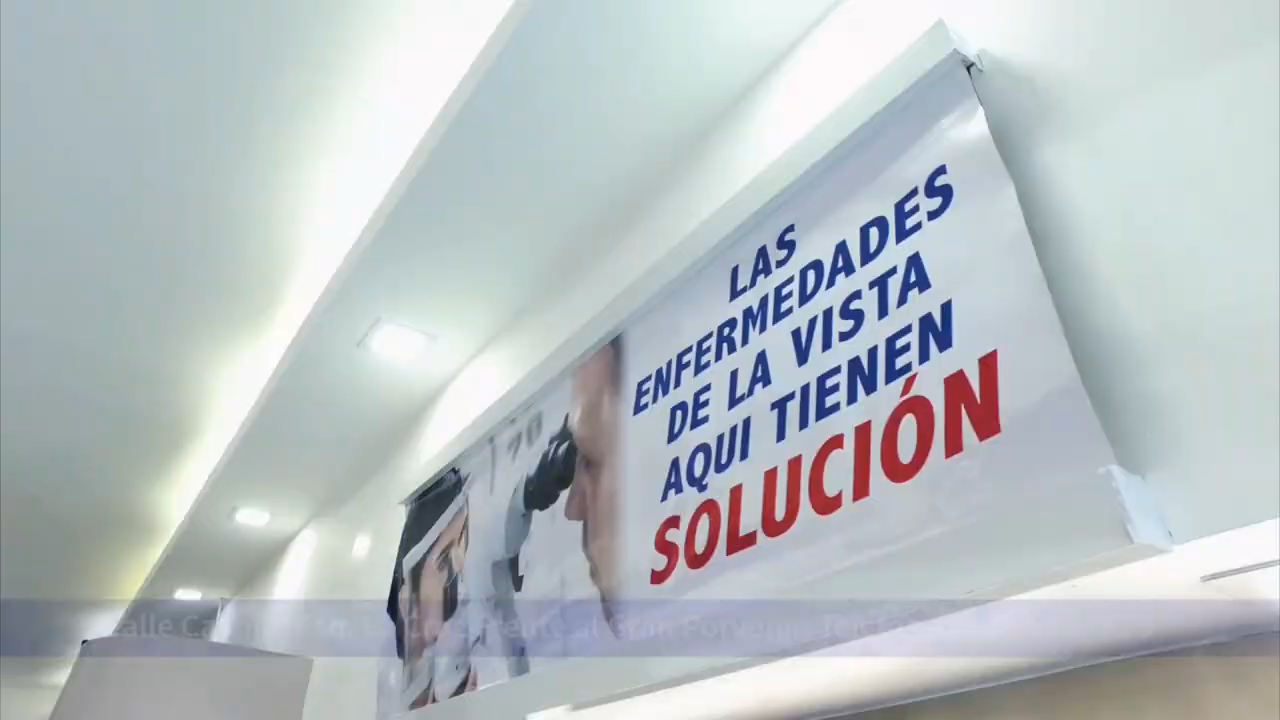 LAS
ENFERMEDADES
DE LA VISTA
AQUI TIENEN
SOLUCIÓN